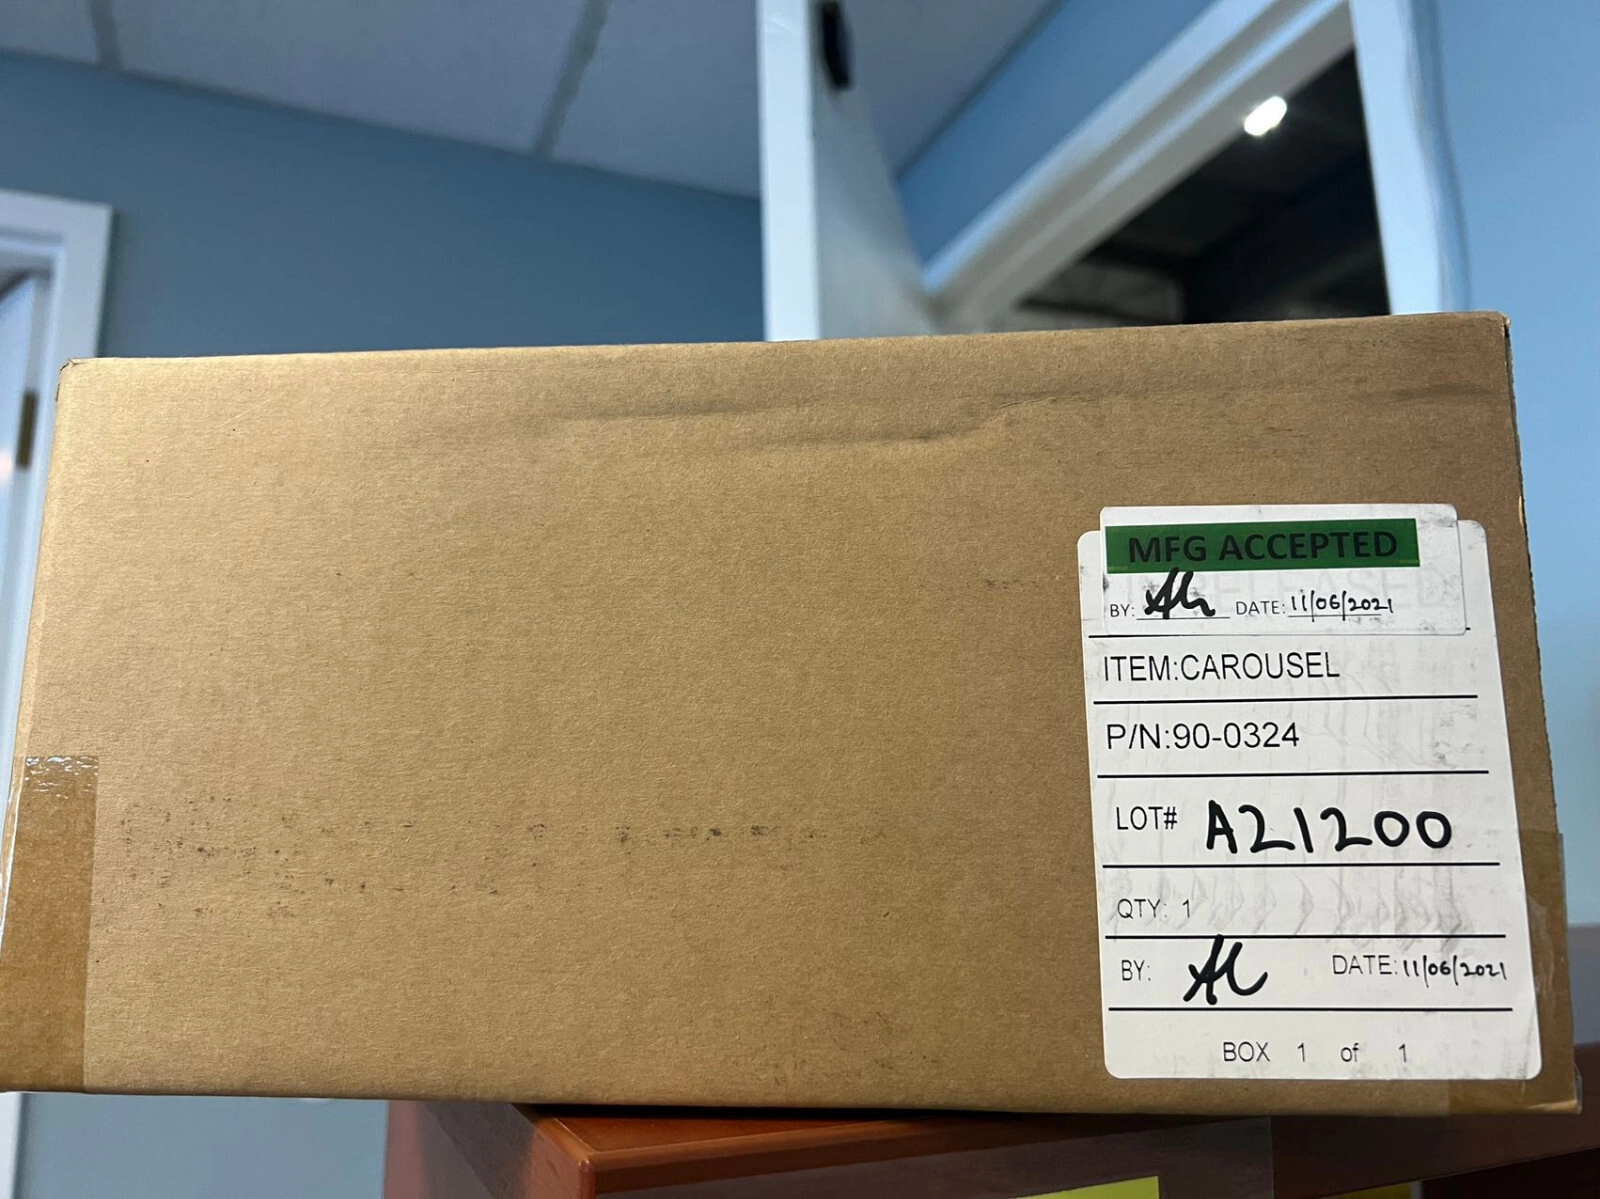 MFG ACCEPTED
BY: DATE: 11/06/2021
ITEM:CAROUSEL
P/N:90-0324
LOT# A21200
QTY: 1
BY: DATE: 11/06/2021
BOX 1 of 1